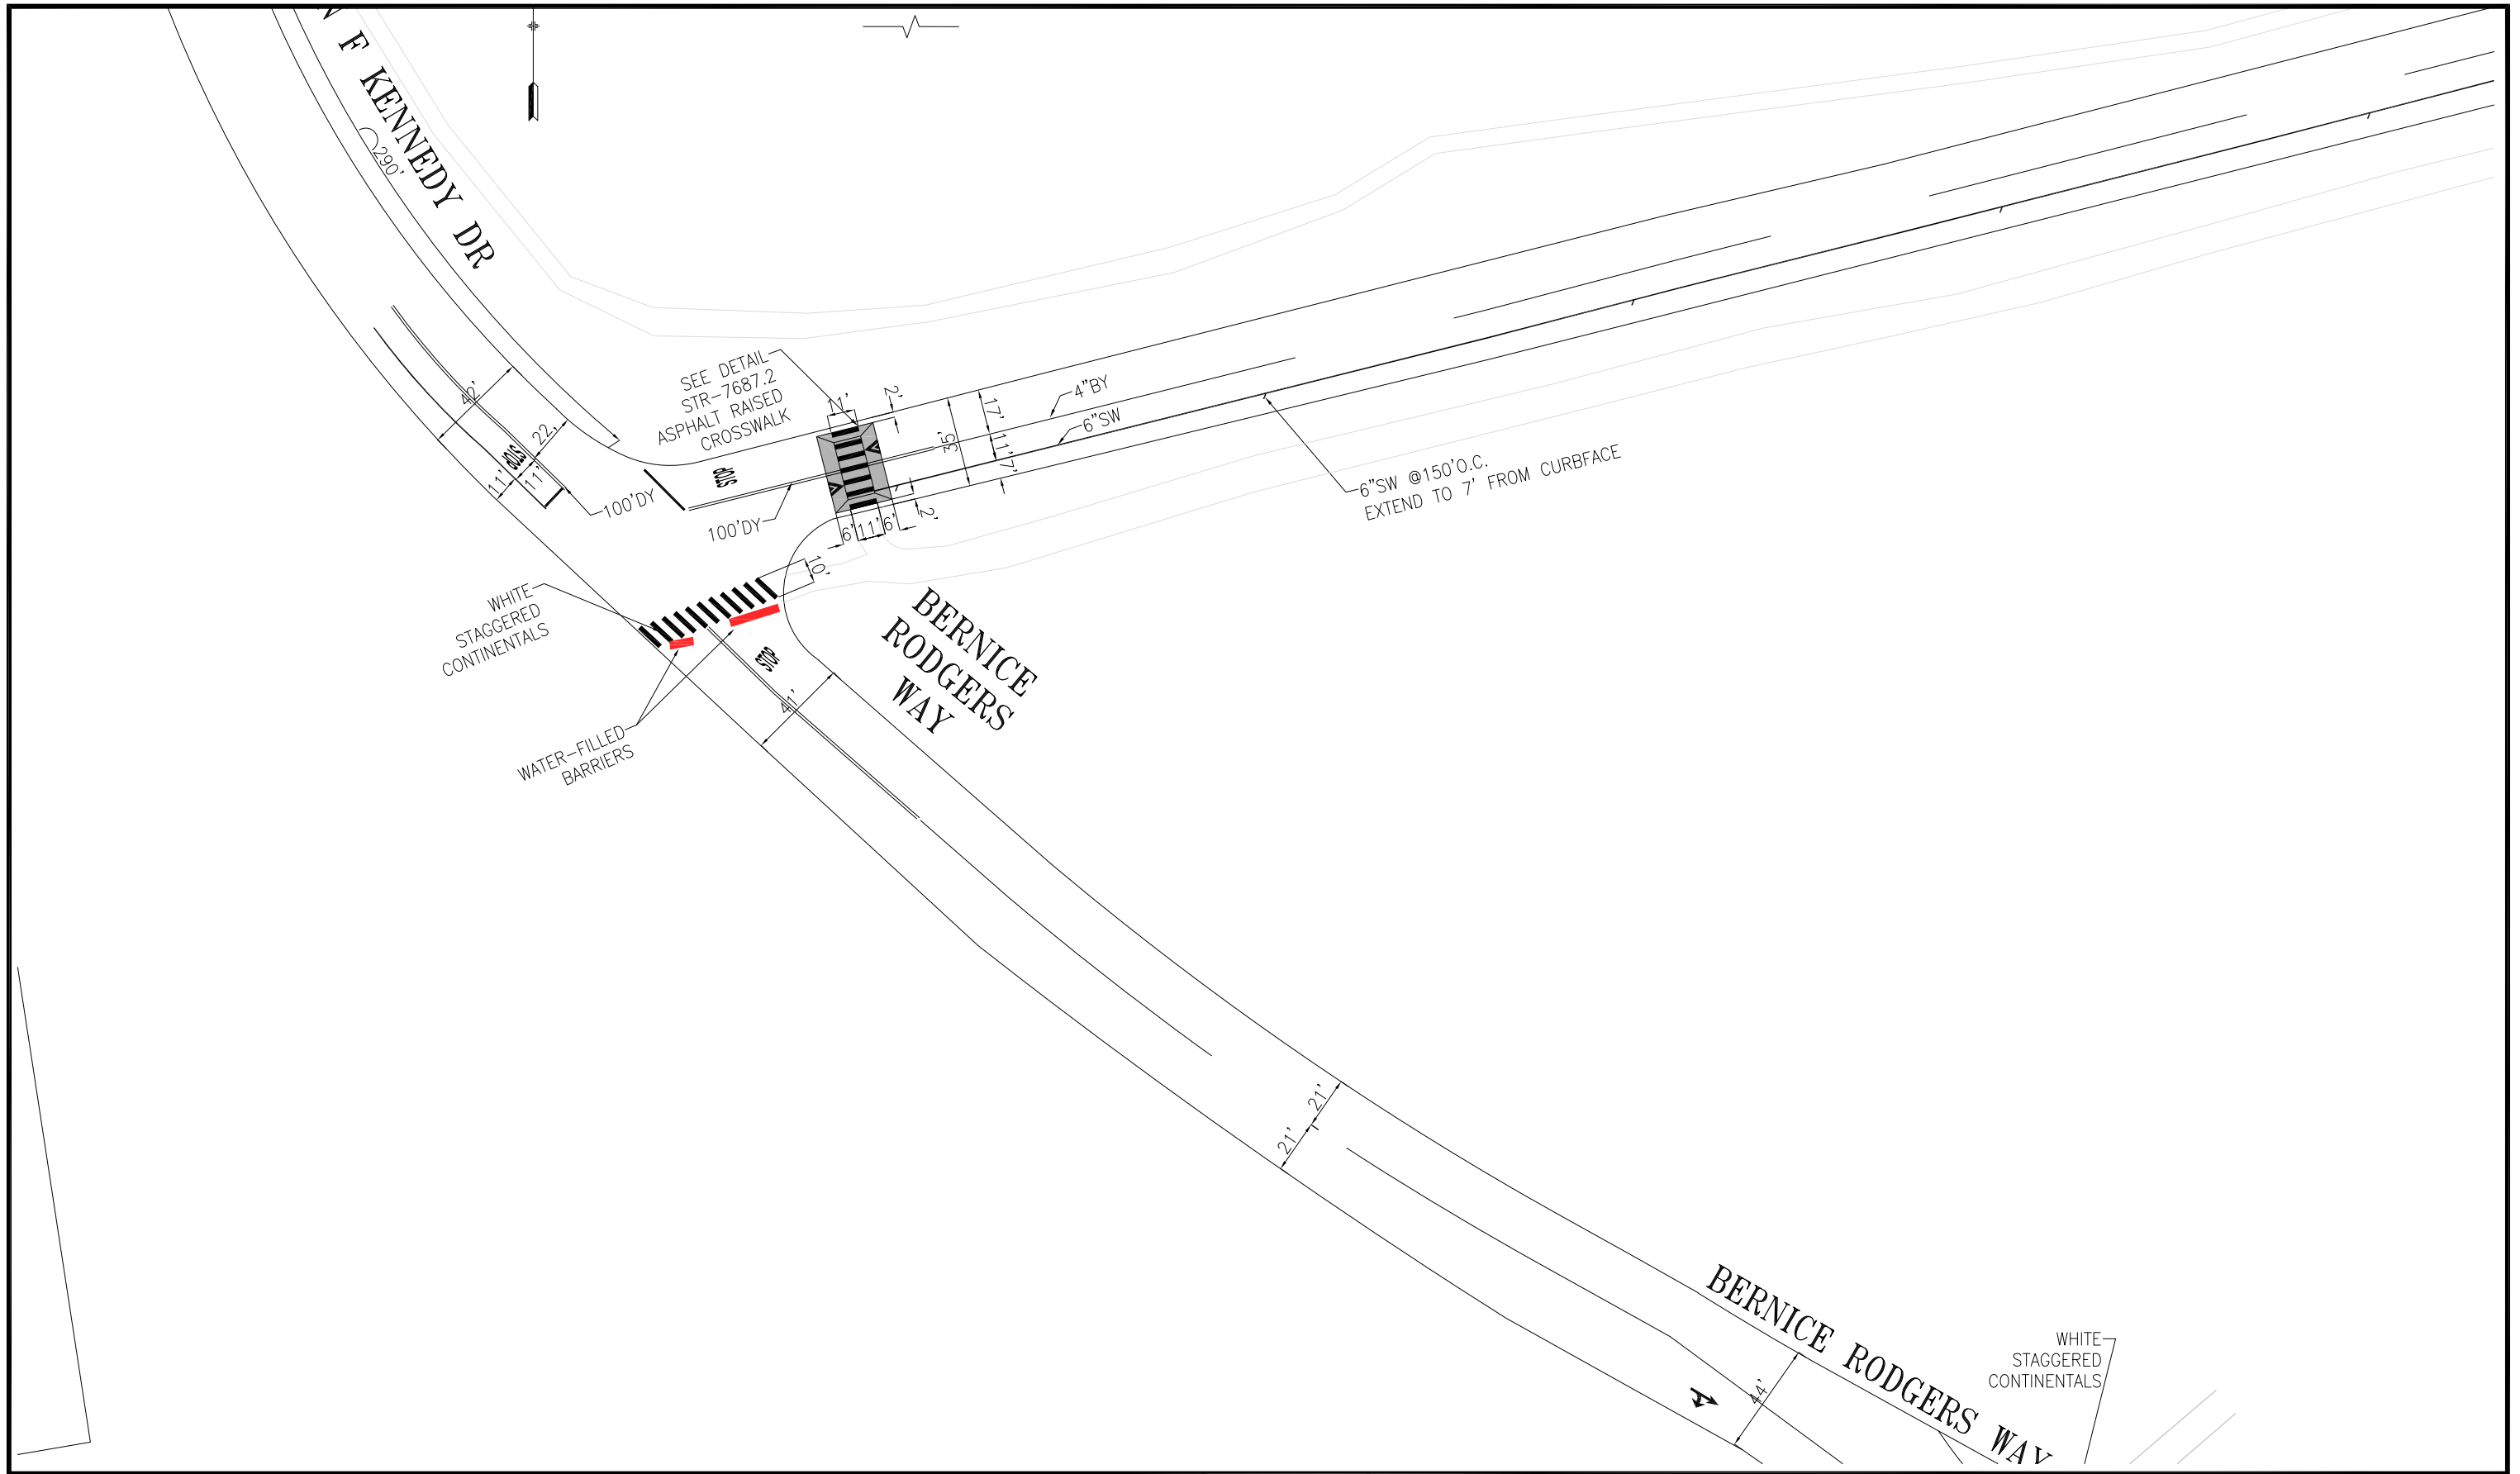 F KENNEDY DR
290'
42'
22'
11'
11'
STOP
100'DY
SEE DETAIL
STR-7687.2
ASPHALT RAISED
CROSSWALK
11'
2'
STOP
100'DY
6'
11'
6'
2'
35'
17'
11'
7'
4"BY
6"SW
6"SW @150'O.C.
EXTEND TO 7' FROM CURBFACE
WHITE
STAGGERED
CONTINENTALS
10'
STOP
41'
WATER-FILLED
BARRIERS
BERNICE
RODGERS
WAY
21'
21'
44'
BERNICE RODGERS WAY
WHITE
STAGGERED
CONTINENTALS